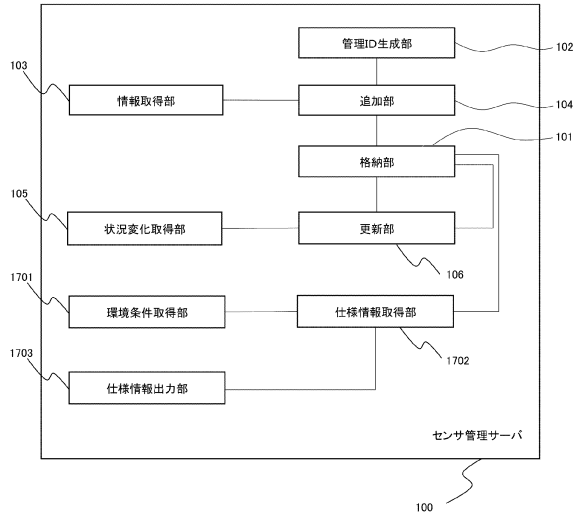 管理ID生成部
102
103
情報取得部
追加部
104
101
格納部
105
状況変化取得部
更新部
106
1701
環境条件取得部
仕様情報取得部
1702
1703
仕様情報出力部
センサ管理サーバ
100